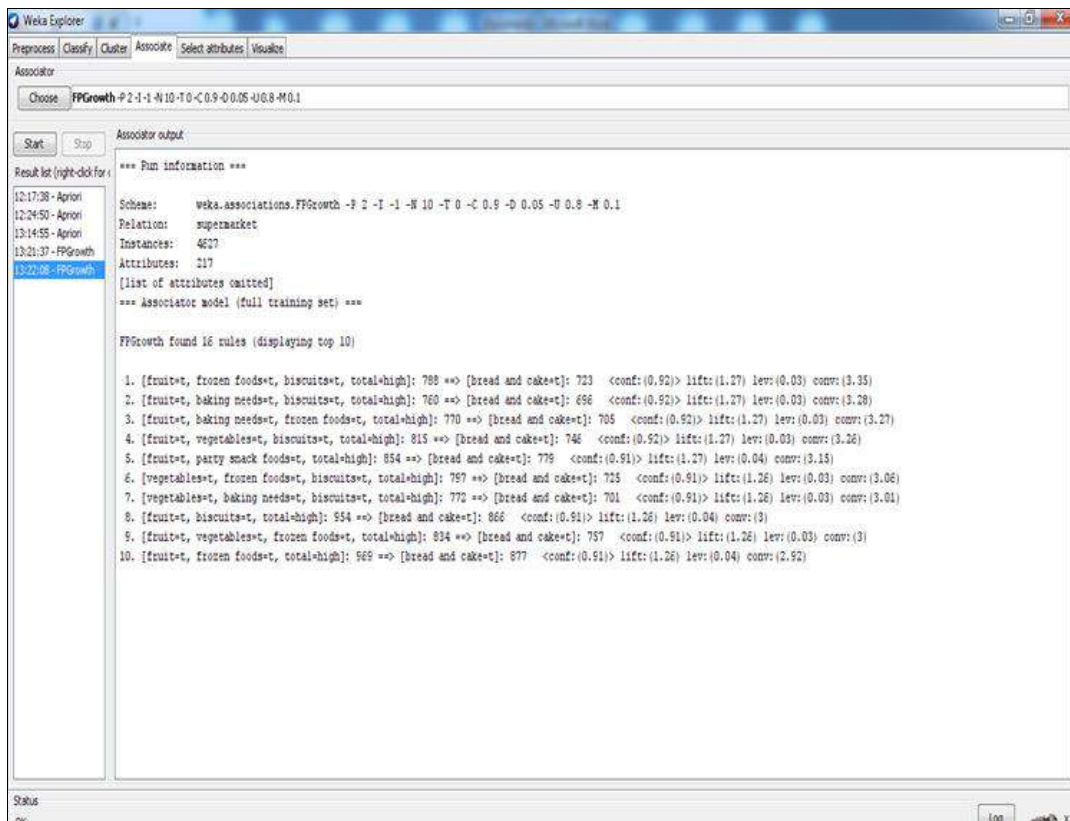 Weka Explorer
Preprocess Classify Cluster Associate Select attributes Visualize
Associator
Choose FPGrowth -P 2 -I -1 -N 10 -T 0 -C 0.9 -D 0.05 -U 0.8 -M 0.1
Start Stop
Associator output
Result list (right-click for
12:17:38 - Apriori
12:24:50 - Apriori
13:14:55 - Apriori
13:21:37 - FPGrowth
13:22:08 - FPGrowth
=== Run information ===
Scheme: weka.associations.FPGrowth -P 2 -I -1 -N 10 -T 0 -C 0.9 -D 0.05 -U 0.8 -M 0.1
Relation: supermarket
Instances: 4627
Attributes: 217
[list of attributes omitted]
=== Associator model (full training set) ===
FPGrowth found 16 rules (displaying top 10)
1. [fruit=t, frozen foods=t, biscuits=t, total=high]: 788 ==> [bread and cake=t]: 723 <conf:(0.92)> lift:(1.27) lev:(0.03) conv:(3.35)
2. [fruit=t, baking needs=t, biscuits=t, total=high]: 760 ==> [bread and cake=t]: 696 <conf:(0.92)> lift:(1.27) lev:(0.03) conv:(3.28)
3. [fruit=t, baking needs=t, frozen foods=t, total=high]: 770 ==> [bread and cake=t]: 705 <conf:(0.92)> lift:(1.27) lev:(0.03) conv:(3.27)
4. [fruit=t, vegetables=t, biscuits=t, total=high]: 815 ==> [bread and cake=t]: 746 <conf:(0.92)> lift:(1.27) lev:(0.03) conv:(3.26)
5. [fruit=t, party snack foods=t, total=high]: 854 ==> [bread and cake=t]: 779 <conf:(0.91)> lift:(1.27) lev:(0.04) conv:(3.15)
6. [vegetables=t, frozen foods=t, biscuits=t, total=high]: 797 ==> [bread and cake=t]: 725 <conf:(0.91)> lift:(1.26) lev:(0.03) conv:(3.06)
7. [vegetables=t, baking needs=t, biscuits=t, total=high]: 772 ==> [bread and cake=t]: 701 <conf:(0.91)> lift:(1.26) lev:(0.03) conv:(3.01)
8. [fruit=t, biscuits=t, total=high]: 954 ==> [bread and cake=t]: 866 <conf:(0.91)> lift:(1.26) lev:(0.04) conv:(3)
9. [fruit=t, vegetables=t, frozen foods=t, total=high]: 834 ==> [bread and cake=t]: 757 <conf:(0.91)> lift:(1.26) lev:(0.03) conv:(3)
10. [fruit=t, frozen foods=t, total=high]: 969 ==> [bread and cake=t]: 877 <conf:(0.91)> lift:(1.26) lev:(0.04) conv:(2.92)
Status
Log